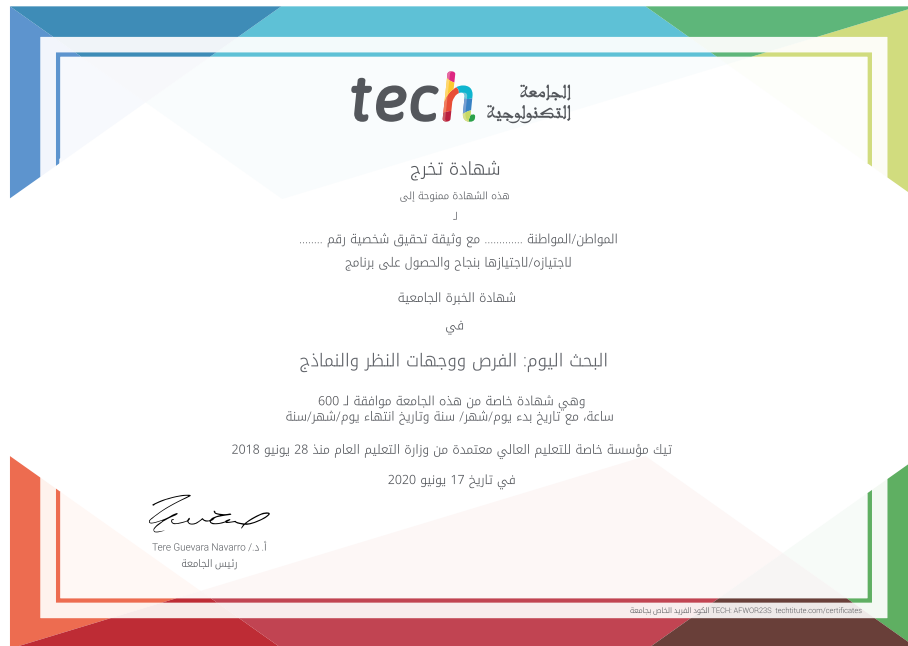 tech الجامعة
التكنولوجية
شهادة تخرج
هذه الشهادة ممنوحة إلى
لـ
المواطن/المواطنة ............. مع وثيقة تحقيق شخصية رقم ........
لاجتيازه/لاجتيازها بنجاح والحصول على برنامج
شهادة الخبرة الجامعية
في
البحث اليوم: الفرص ووجهات النظر والنماذج
وهي شهادة خاصة من هذه الجامعة موافقة لـ 600
ساعة، مع تاريخ بدء يوم/شهر/ سنة وتاريخ انتهاء يوم/شهر/سنة
تيك مؤسسة خاصة للتعليم العالي معتمدة من وزارة التعليم العام منذ 28 يونيو 2018
في تاريخ 17 يونيو 2020
أ.د./ Tere Guevara Navarro
رئيس الجامعة
الكود الفريد الخاص بجامعة TECH: AFWOR23S techtitute.com/certificates